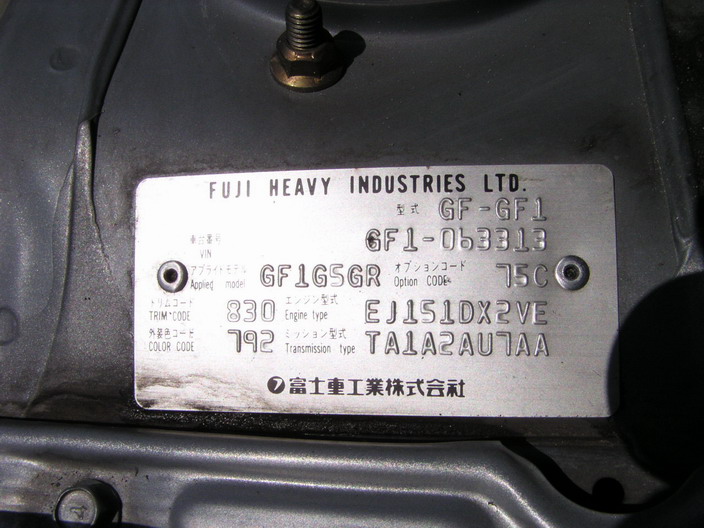 FUJI HEAVY INDUSTRIES LTD.
型式 GF-GF1
車台番号 VIN GF1-063313
アプライドモデル Applied model GF1G5GR オプションコード Option CODE 75C
トリムコード TRIM CODE 830 エンジン型式 Engine type EJ151DX2VE
外装色コード COLOR CODE 792 ミッション型式 Transmission type TA1A2AU7AA
富士重工業株式会社